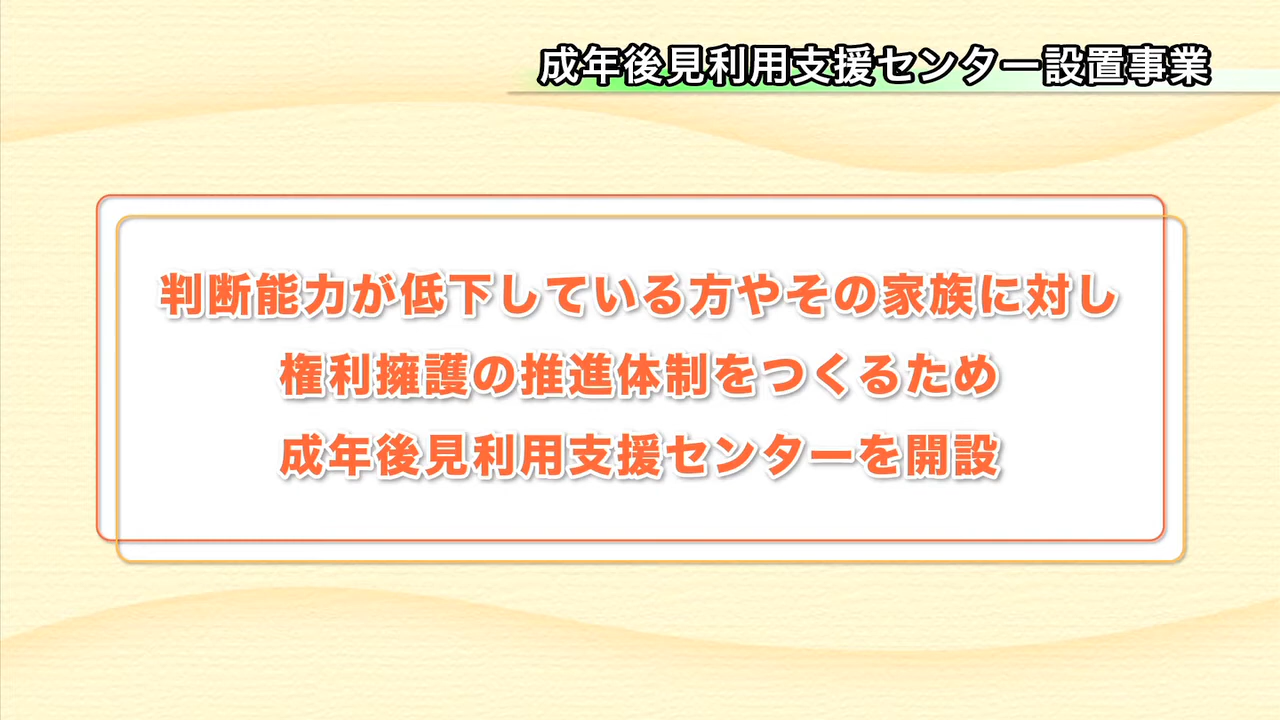 成年後見利用支援センター設置事業
判断能力が低下している方やその家族に対し
権利擁護の推進体制をつくるため
成年後見利用支援センターを開設